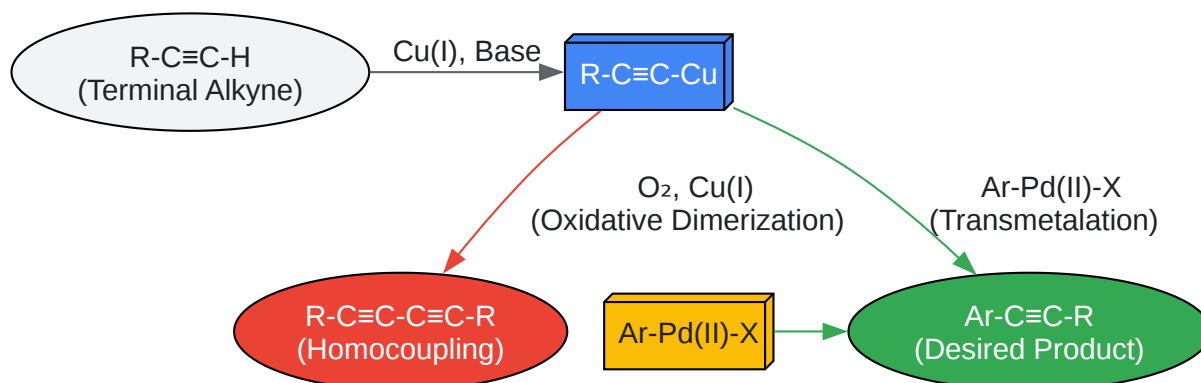 R-C≡C-H
(Terminal Alkyne)
Cu(I), Base
R-C≡C-Cu
O₂, Cu(I)
(Oxidative Dimerization)
Ar-Pd(II)-X
(Transmetalation)
R-C≡C-C≡C-R
(Homocoupling)
Ar-Pd(II)-X
Ar-C≡C-R
(Desired Product)